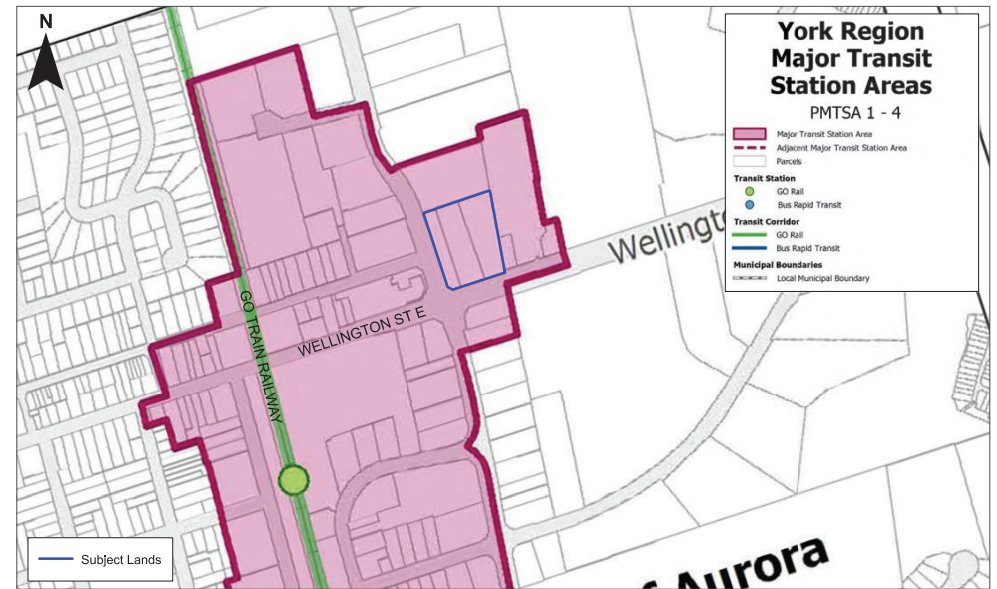 N
York Region
Major Transit
Station Areas
PMTSA 1 - 4
Major Transit Station Area
Adjacent Major Transit Station Area
Parcels
Transit Station
GO Rail
Bus Rapid Transit
Transit Corridor
GO Rail
Bus Rapid Transit
Municipal Boundaries
Local Municipal Boundary
Wellingt
GO TRAIN RAILWAY
WELLINGTON ST E
f Aurora
Subject Lands